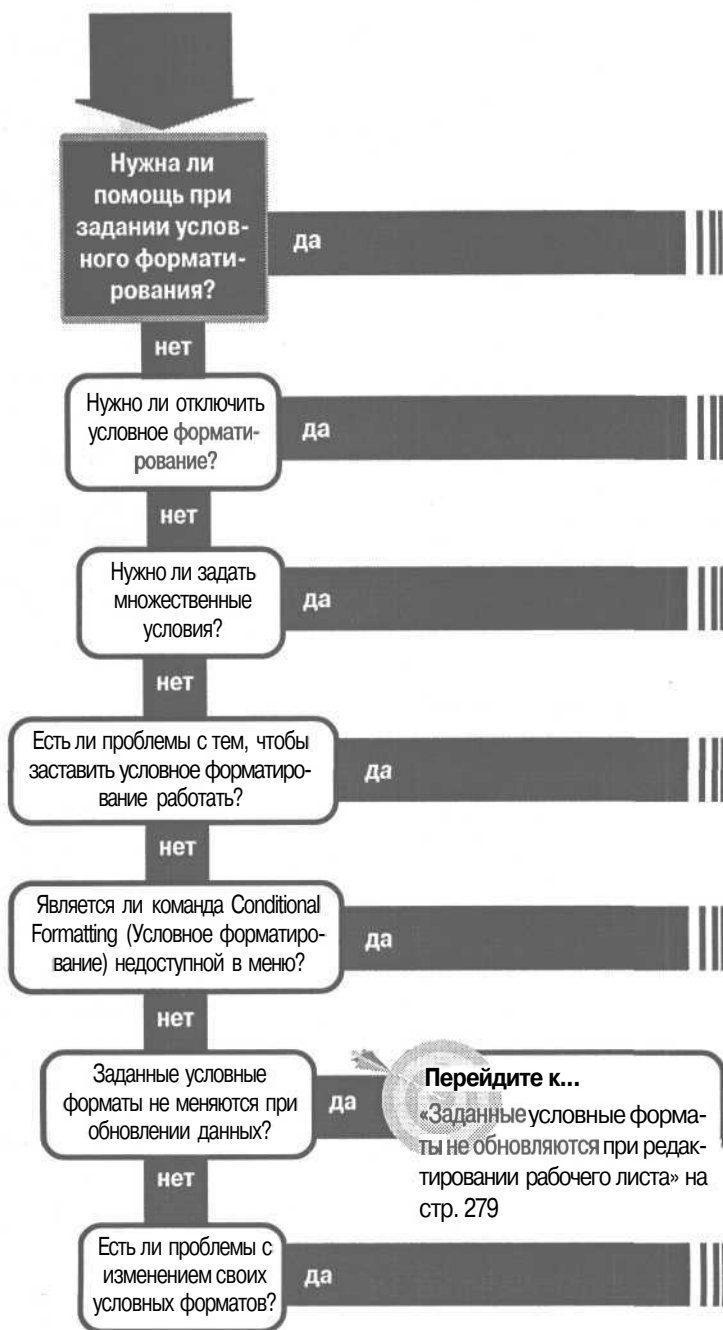 Нужна ли
помощь при
задании услов-
ного формати-
рования?
да
нет
Нужно ли отключить
условное формати-
рование?
да
нет
Нужно ли задать
множественные
условия?
да
нет
Есть ли проблемы с тем, чтобы
заставить условное форматиро-
вание работать?
да
нет
Является ли команда Conditional
Formatting (Условное форматиро-
вание) недоступной в меню?
да
нет
Заданные условные
форматы не меняются при
обновлении данных?
да
Перейдите к...
«Заданные условные форма-
ты не обновляются при редак-
тировании рабочего листа» на
стр. 279
нет
Есть ли проблемы с
изменением своих
условных форматов?
да